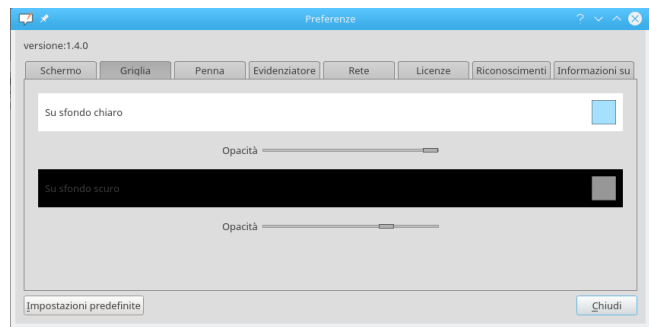 Preferenze
versione:1.4.0
Schermo Griglia Penna Evidenziatore Rete Licenze Riconoscimenti Informazioni su
Su sfondo chiaro
Opacità
Su sfondo scuro
Opacità
Impostazioni predefinite Chiudi